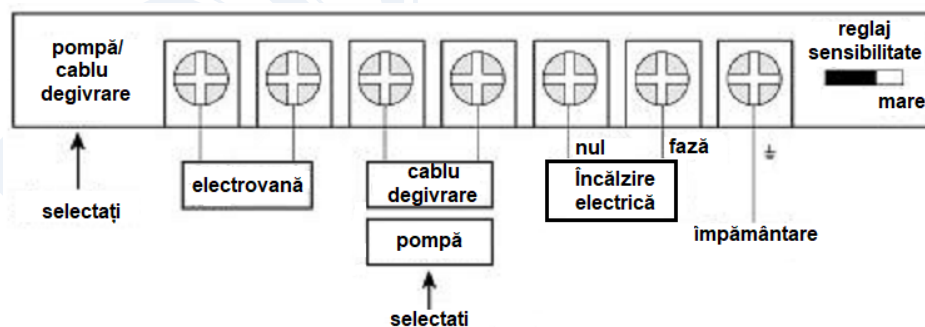 pompă/
cablu
degivrare
reglaj
sensibilitate
mare
nul
fază
electrovană
cablu
degivrare
Încălzire
electrică
selectați
pompă
împământare
selectati